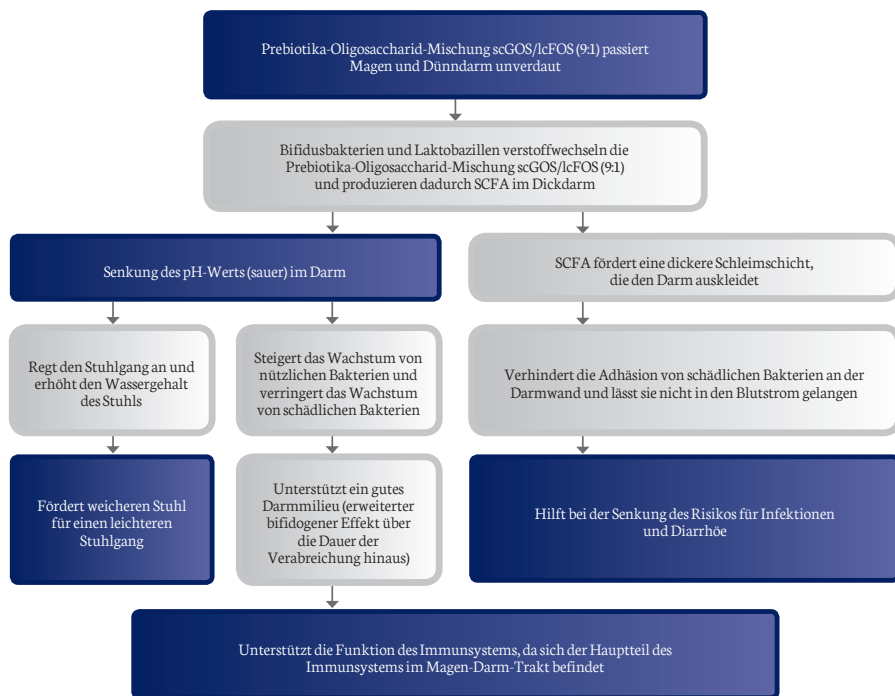 Prebiotika-Oligosaccharid-Mischung scGOS/lcFOS (9:1) passiert
Magen und Dünndarm unverdaut
Bifidusbakterien und Laktobazillen verstoffwechseln die
Prebiotika-Oligosaccharid-Mischung scGOS/lcFOS (9:1)
und produzieren dadurch SCFA im Dickdarm
Senkung des pH-Werts (sauer) im Darm
SCFA fördert eine dickere Schleimschicht,
die den Darm auskleidet
Regt den Stuhlgang an und
erhöht den Wassergehalt
des Stuhls
Steigert das Wachstum von
nützlichen Bakterien und
verringert das Wachstum
von schädlichen Bakterien
Verhindert die Adhäsion von schädlichen Bakterien an der
Darmwand und lässt sie nicht in den Blutstrom gelangen
Fördert weicheren Stuhl
für einen leichteren
Stuhlgang
Unterstützt ein gutes
Darmmilieu (erweiterter
bifidogener Effekt über
die Dauer der
Verabreichung hinaus)
Hilft bei der Senkung des Risikos für Infektionen
und Diarrhöe
Unterstützt die Funktion des Immunsystems, da sich der Hauptteil des
Immunsystems im Magen-Darm-Trakt befindet